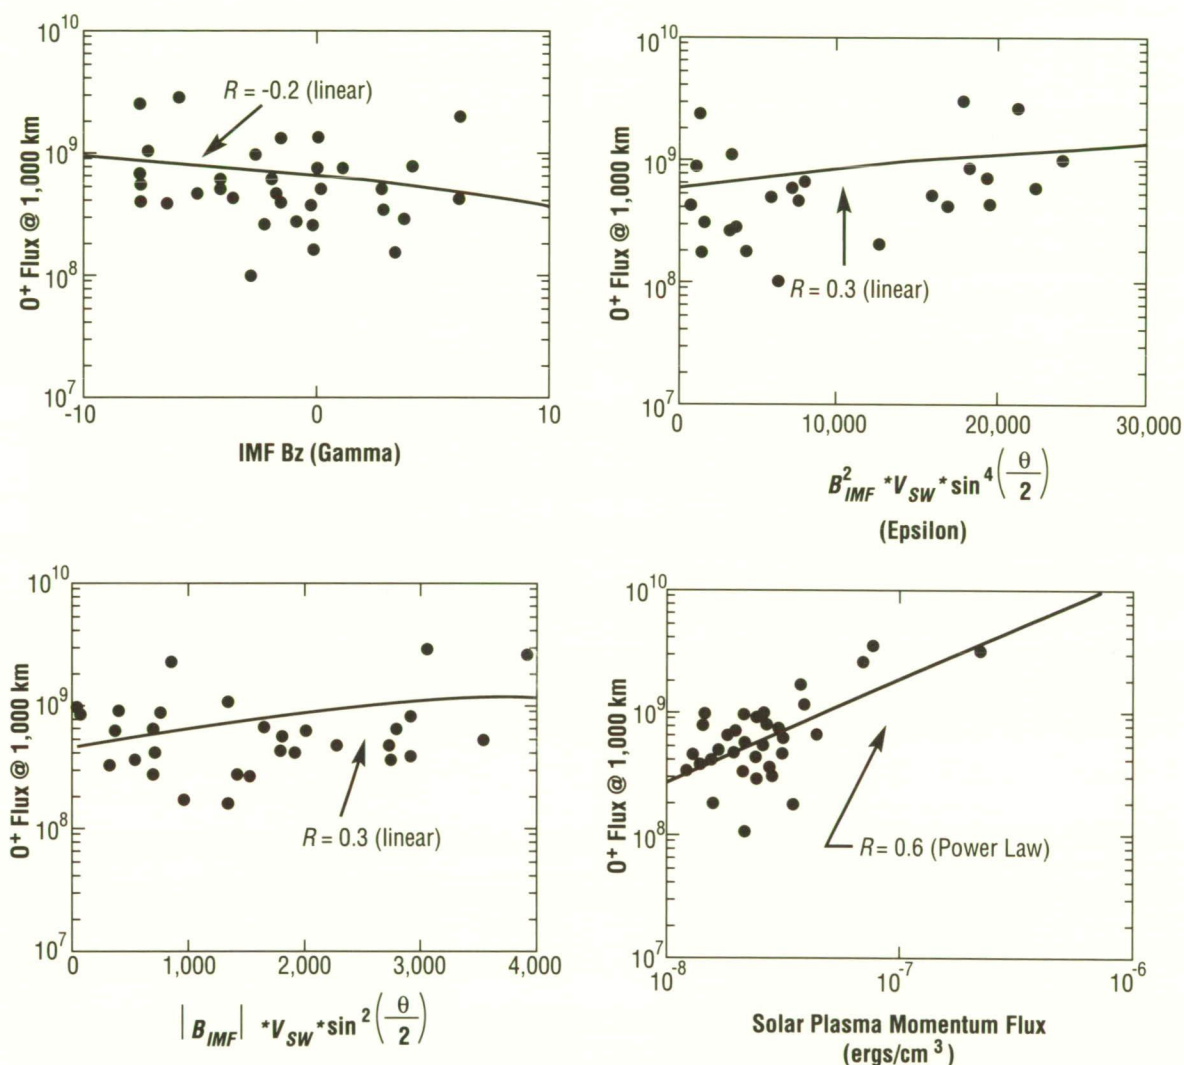 10^10
R = -0.2 (linear)
10^9
O+ Flux @ 1,000 km
10^8
10^7
-10 0 10
IMF Bz (Gamma)
10^10
10^9
O+ Flux @ 1,000 km
10^8
R = 0.3 (linear)
10^7
0 10,000 20,000 30,000
B^2_IMF *V_SW * sin^4 (θ/2)
(Epsilon)
10^10
10^9
O+ Flux @ 1,000 km
10^8
R = 0.3 (linear)
10^7
0 1,000 2,000 3,000 4,000
|B_IMF| *V_SW * sin^2 (θ/2)
10^10
10^9
O+ Flux @ 1,000 km
10^8
R = 0.6 (Power Law)
10^7
10^-8 10^-7 10^-6
Solar Plasma Momentum Flux
(ergs/cm^3)